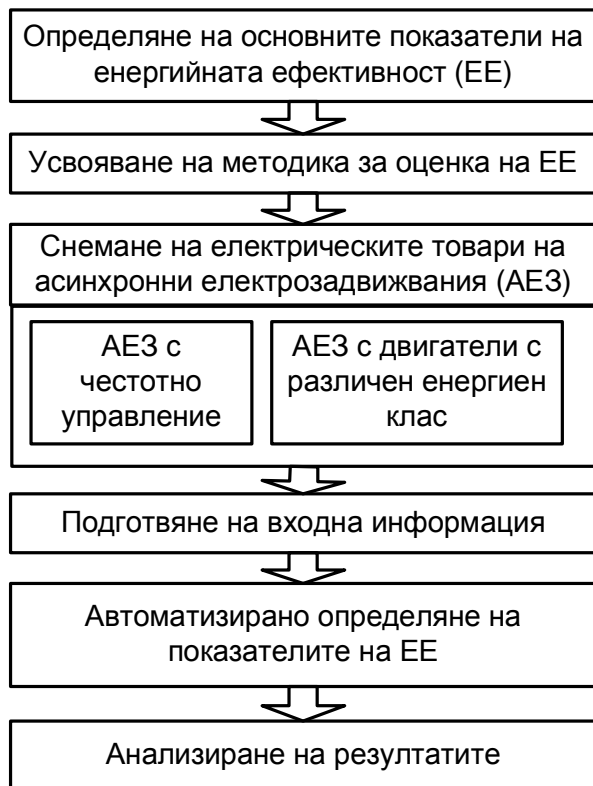 Определяне на основните показатели на
енергийната ефективност (ЕЕ)
Усвояване на методика за оценка на ЕЕ
Снемане на електрическите товари на
асинхронни електрозадвижвания (АЕЗ)
АЕЗ с
честотно
управление
АЕЗ с двигатели с
различен енергиен
клас
Подготвяне на входна информация
Автоматизирано определяне на
показателите на ЕЕ
Анализиране на резултатите